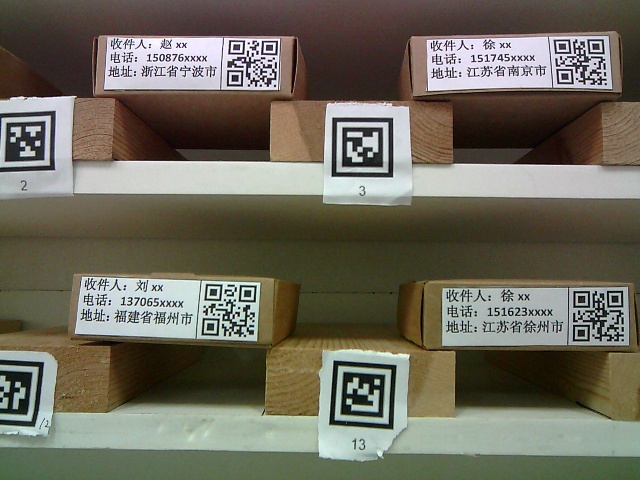 收件人：赵 xx
电话：150876xxxx
地址：浙江省宁波市
收件人：徐 xx
电话：151745xxxx
地址：江苏省南京市
2
3
收件人：刘 xx
电话：137065xxxx
地址：福建省福州市
收件人：徐 xx
电话：151623xxxx
地址：江苏省徐州市
12
13